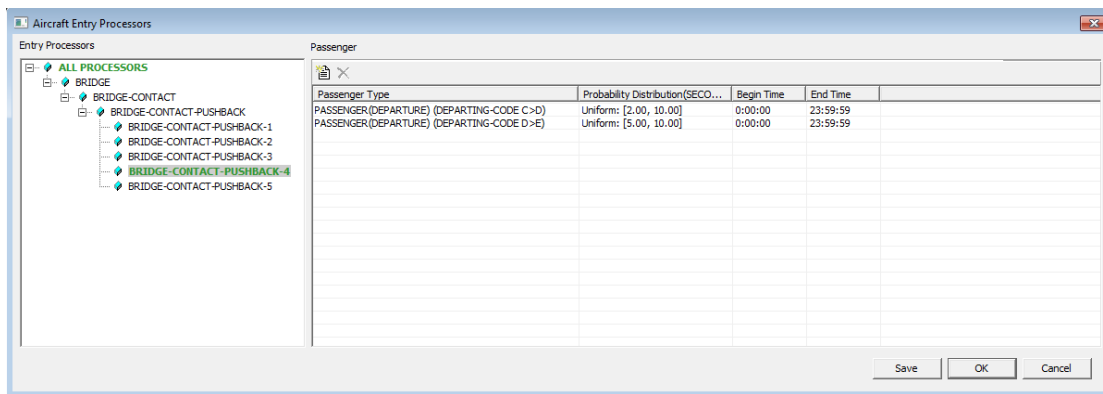 Aircraft Entry Processors
Entry Processors
ALL PROCESSORS
BRIDGE
BRIDGE-CONTACT
BRIDGE-CONTACT-PUSHBACK
BRIDGE-CONTACT-PUSHBACK-1
BRIDGE-CONTACT-PUSHBACK-2
BRIDGE-CONTACT-PUSHBACK-3
BRIDGE-CONTACT-PUSHBACK-4
BRIDGE-CONTACT-PUSHBACK-5
Passenger
Passenger Type Probability Distribution(SECO... Begin Time End Time
PASSENGER(DEPARTURE) (DEPARTING-CODE C>D) Uniform: [2.00, 10.00] 0:00:00 23:59:59
PASSENGER(DEPARTURE) (DEPARTING-CODE D>E) Uniform: [5.00, 10.00] 0:00:00 23:59:59
Save OK Cancel